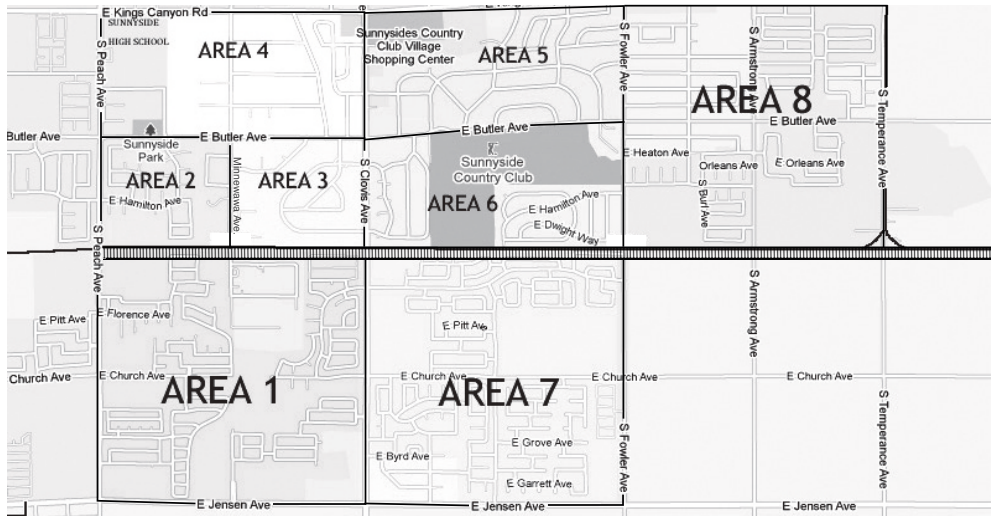 E Kings Canyon Rd
SUNNYSIDE
HIGH SCHOOL
AREA 4
Sunnysides Country
Club Village
Shopping Center
AREA 5
S Peach Ave
S Fowler Ave
S Armstrong Ave
AREA 8
S Temperance Ave
Butler Ave
E Butler Ave
E Butler Ave
E Butler Ave
Sunnyside
Park
AREA 2
E Hamilton Ave
Minnewawa Ave.
AREA 3
S Clovis Ave
Sunnyside
Country Club
AREA 6
E Hamilton Ave
E Dwight Way
E Heaton Ave
Orleans Ave
E Orleans Ave
S Burl Ave
S Peach Ave
E Pitt Ave
E Florence Ave
E Pitt Ave
S Armstrong Ave
Church Ave
E Church Ave
AREA 1
E Church Ave
AREA 7
E Church Ave
E Church Ave
S Fowler Ave
S Temperance Ave
E Grove Ave
E Byrd Ave
E Garrett Ave
E Jensen Ave
E Jensen Ave
E Jensen Ave